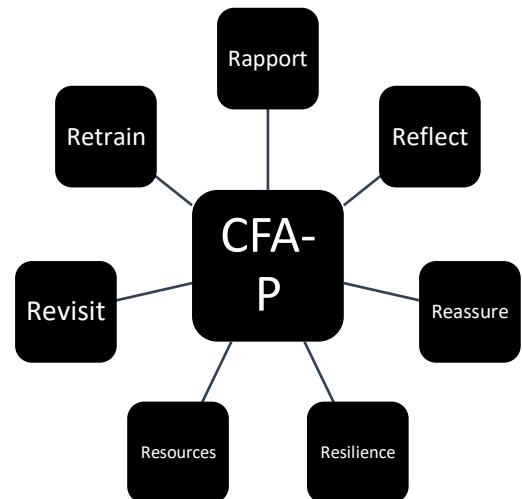 Rapport
Reflect
Reassure
Resilience
Resources
Revisit
Retrain
CFA-
P